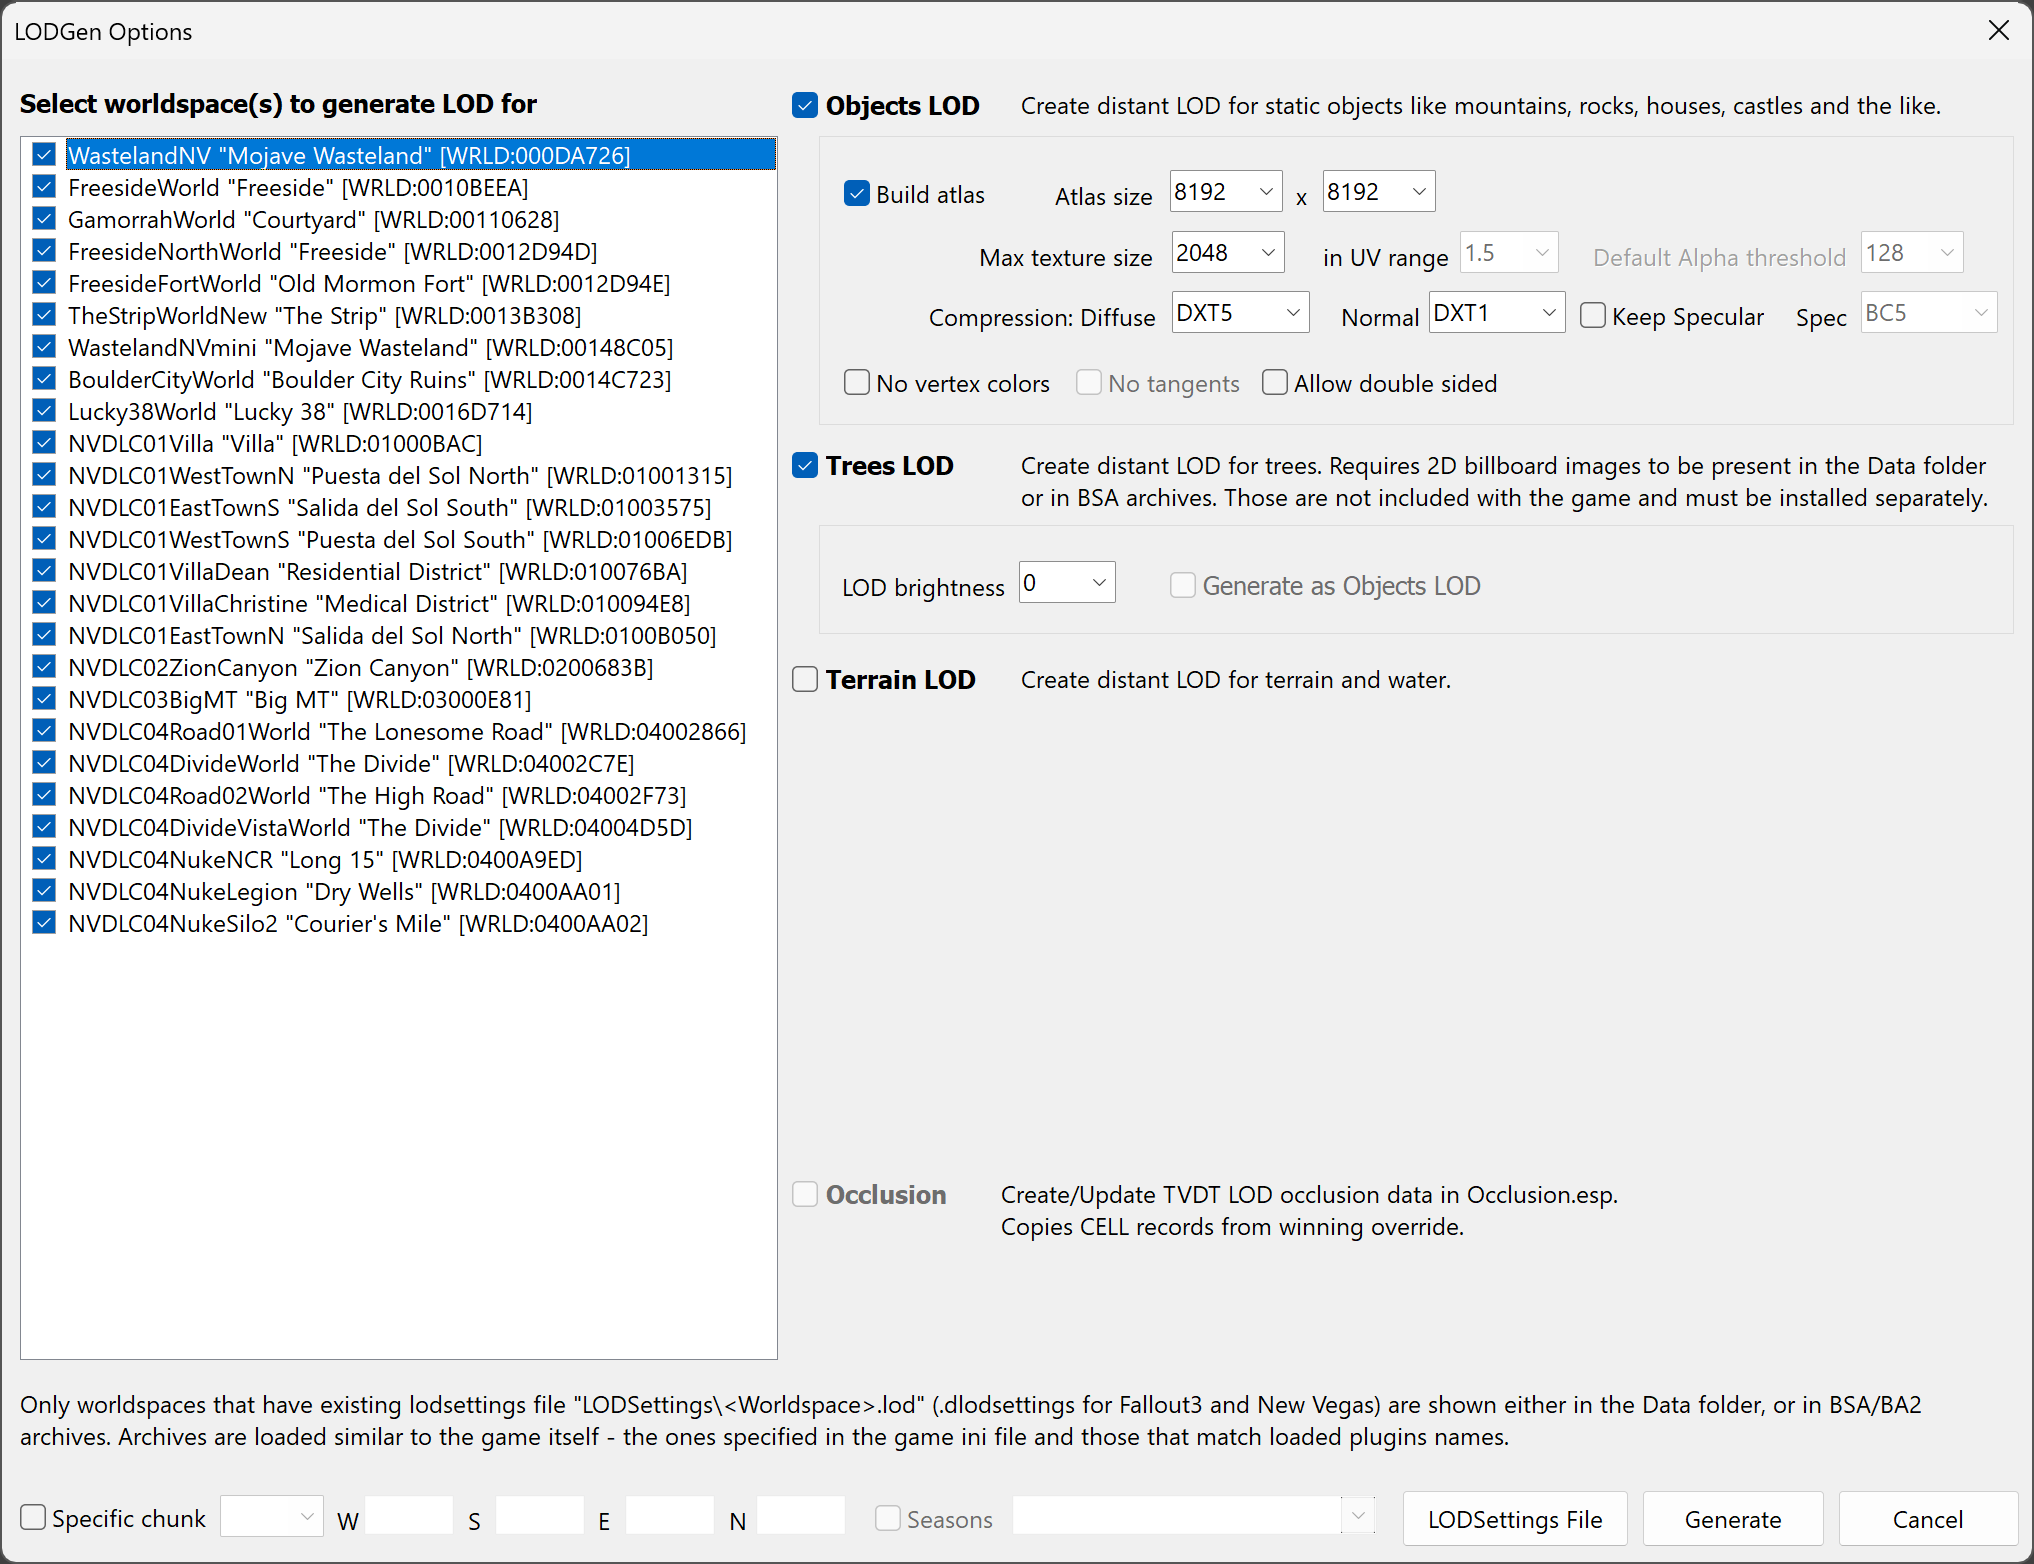 LODGen Options
Select worldspace(s) to generate LOD for
WastelandNV "Mojave Wasteland" [WRLD:000DA726]
FreesideWorld "Freeside" [WRLD:0010BEEA]
GamorrahWorld "Courtyard" [WRLD:00110628]
FreesideNorthWorld "Freeside" [WRLD:0012D94D]
FreesideFortWorld "Old Mormon Fort" [WRLD:0012D94E]
TheStripWorldNew "The Strip" [WRLD:0013B308]
WastelandNVmini "Mojave Wasteland" [WRLD:00148C05]
BoulderCityWorld "Boulder City Ruins" [WRLD:0014C723]
Lucky38World "Lucky 38" [WRLD:0016D714]
NVDLC01Villa "Villa" [WRLD:01000BAC]
NVDLC01WestTownN "Puesta del Sol North" [WRLD:01001315]
NVDLC01EastTownS "Salida del Sol South" [WRLD:01003575]
NVDLC01WestTownS "Puesta del Sol South" [WRLD:01006EDB]
NVDLC01VillaDean "Residential District" [WRLD:010076BA]
NVDLC01VillaChristine "Medical District" [WRLD:010094E8]
NVDLC01EastTownN "Salida del Sol North" [WRLD:0100B050]
NVDLC02ZionCanyon "Zion Canyon" [WRLD:0200683B]
NVDLC03BigMT "Big MT" [WRLD:03000E81]
NVDLC04Road01World "The Lonesome Road" [WRLD:04002866]
NVDLC04DivideWorld "The Divide" [WRLD:04002C7E]
NVDLC04Road02World "The High Road" [WRLD:04002F73]
NVDLC04DivideVistaWorld "The Divide" [WRLD:04004D5D]
NVDLC04NukeNCR "Long 15" [WRLD:0400A9ED]
NVDLC04NukeLegion "Dry Wells" [WRLD:0400AA01]
NVDLC04NukeSilo2 "Courier's Mile" [WRLD:0400AA02]
Objects LOD Create distant LOD for static objects like mountains, rocks, houses, castles and the like.
Build atlas Atlas size 8192 x 8192
Max texture size 2048 in UV range 1.5 Default Alpha threshold 128
Compression: Diffuse DXT5 Normal DXT1 Keep Specular Spec BC5
No vertex colors No tangents Allow double sided
Trees LOD Create distant LOD for trees. Requires 2D billboard images to be present in the Data folder
or in BSA archives. Those are not included with the game and must be installed separately.
LOD brightness 0 Generate as Objects LOD
Terrain LOD Create distant LOD for terrain and water.
Occlusion Create/Update TVDT LOD occlusion data in Occlusion.esp.
Copies CELL records from winning override.
Only worldspaces that have existing lodsettings file "LODSettings\<Worldspace>.lod" (.dlodsettings for Fallout3 and New Vegas) are shown either in the Data folder, or in BSA/BA2
archives. Archives are loaded similar to the game itself - the ones specified in the game ini file and those that match loaded plugins names.
Specific chunk W S E N Seasons LODSettings File Generate Cancel